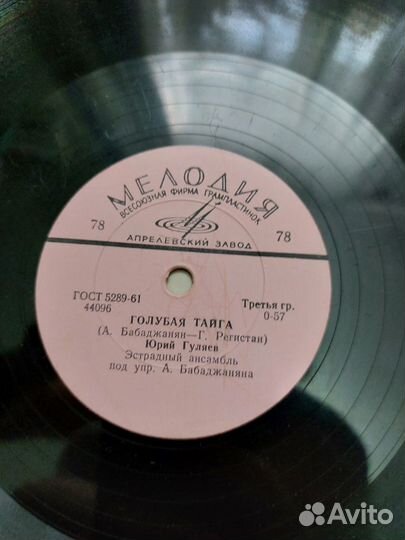 МЕЛОДИЯ
ВСЕСОЮЗНАЯ ФИРМА ГРАМПЛАСТИНОК
78
78
АПРЕЛЕВСКИЙ ЗАВОД
ГОСТ 5289-61
Третья гр.
44096
0-57
ГОЛУБАЯ ТАЙГА
(А. Бабаджанян—Г. Регистан)
Юрий Гуляев
Эстрадный ансамбль
под упр. А. Бабаджаняна
Avito